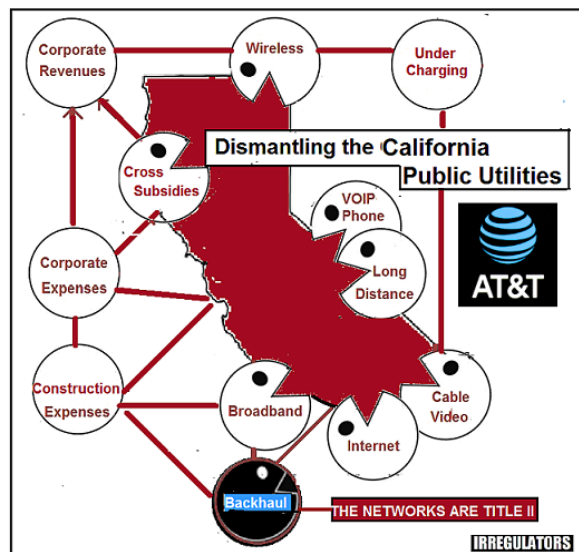 Corporate
Revenues
Wireless
Under
Charging
Dismantling the California
Public Utilities
Cross
Subsidies
VOIP
Phone
Long
Distance
AT&T
Corporate
Expenses
Construction
Expenses
Broadband
Internet
Cable
Video
Backhaul
THE NETWORKS ARE TITLE II
IRREGULATORS